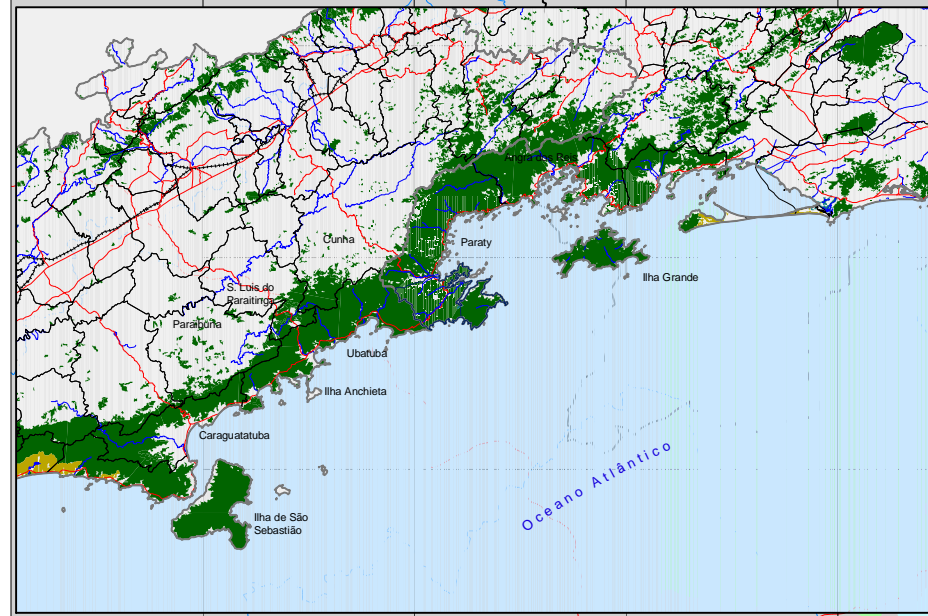 Angra dos Reis
Cunha
Paraty
Ilha Grande
S. Luis do
Paraitinga
Paraibuna
Ubatuba
Ilha Anchieta
Caraguatatuba
Oceano Atlântico
Ilha de São
Sebastião